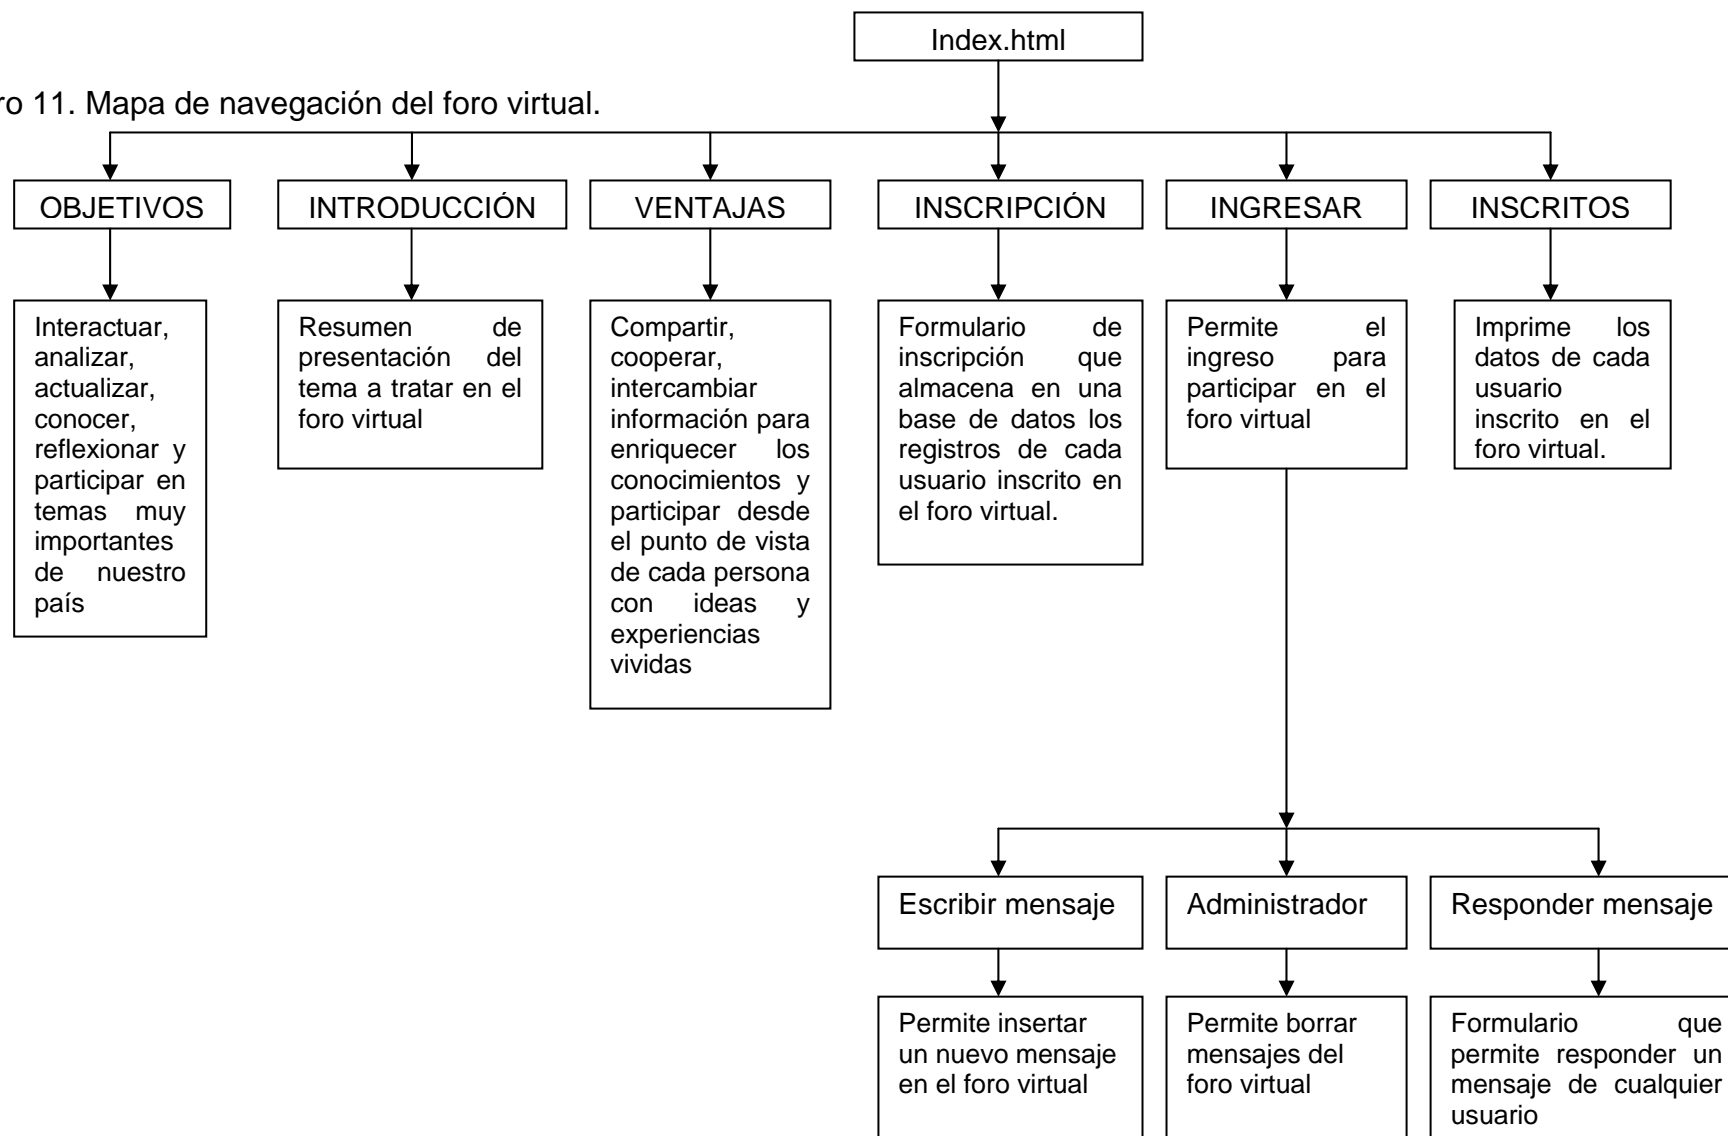 Index.html
ro 11. Mapa de navegación del foro virtual.
OBJETIVOS
INTRODUCCIÓN
VENTAJAS
INSCRIPCIÓN
INGRESAR
INSCRITOS
Interactuar,
analizar,
actualizar,
conocer,
reflexionar y
participar en
temas muy
importantes
de nuestro
país
Resumen de
presentación del
tema a tratar en el
foro virtual
Compartir,
cooperar,
intercambiar
información para
enriquecer los
conocimientos y
participar desde
el punto de vista
de cada persona
con ideas y
experiencias
vividas
Formulario de
inscripción que
almacena en una
base de datos los
registros de cada
usuario inscrito en
el foro virtual.
Permite el
ingreso para
participar en el
foro virtual
Imprime los
datos de cada
usuario
inscrito en el
foro virtual.
Escribir mensaje
Administrador
Responder mensaje
Permite insertar
un nuevo mensaje
en el foro virtual
Permite borrar
mensajes del
foro virtual
Formulario que
permite responder un
mensaje de cualquier
usuario